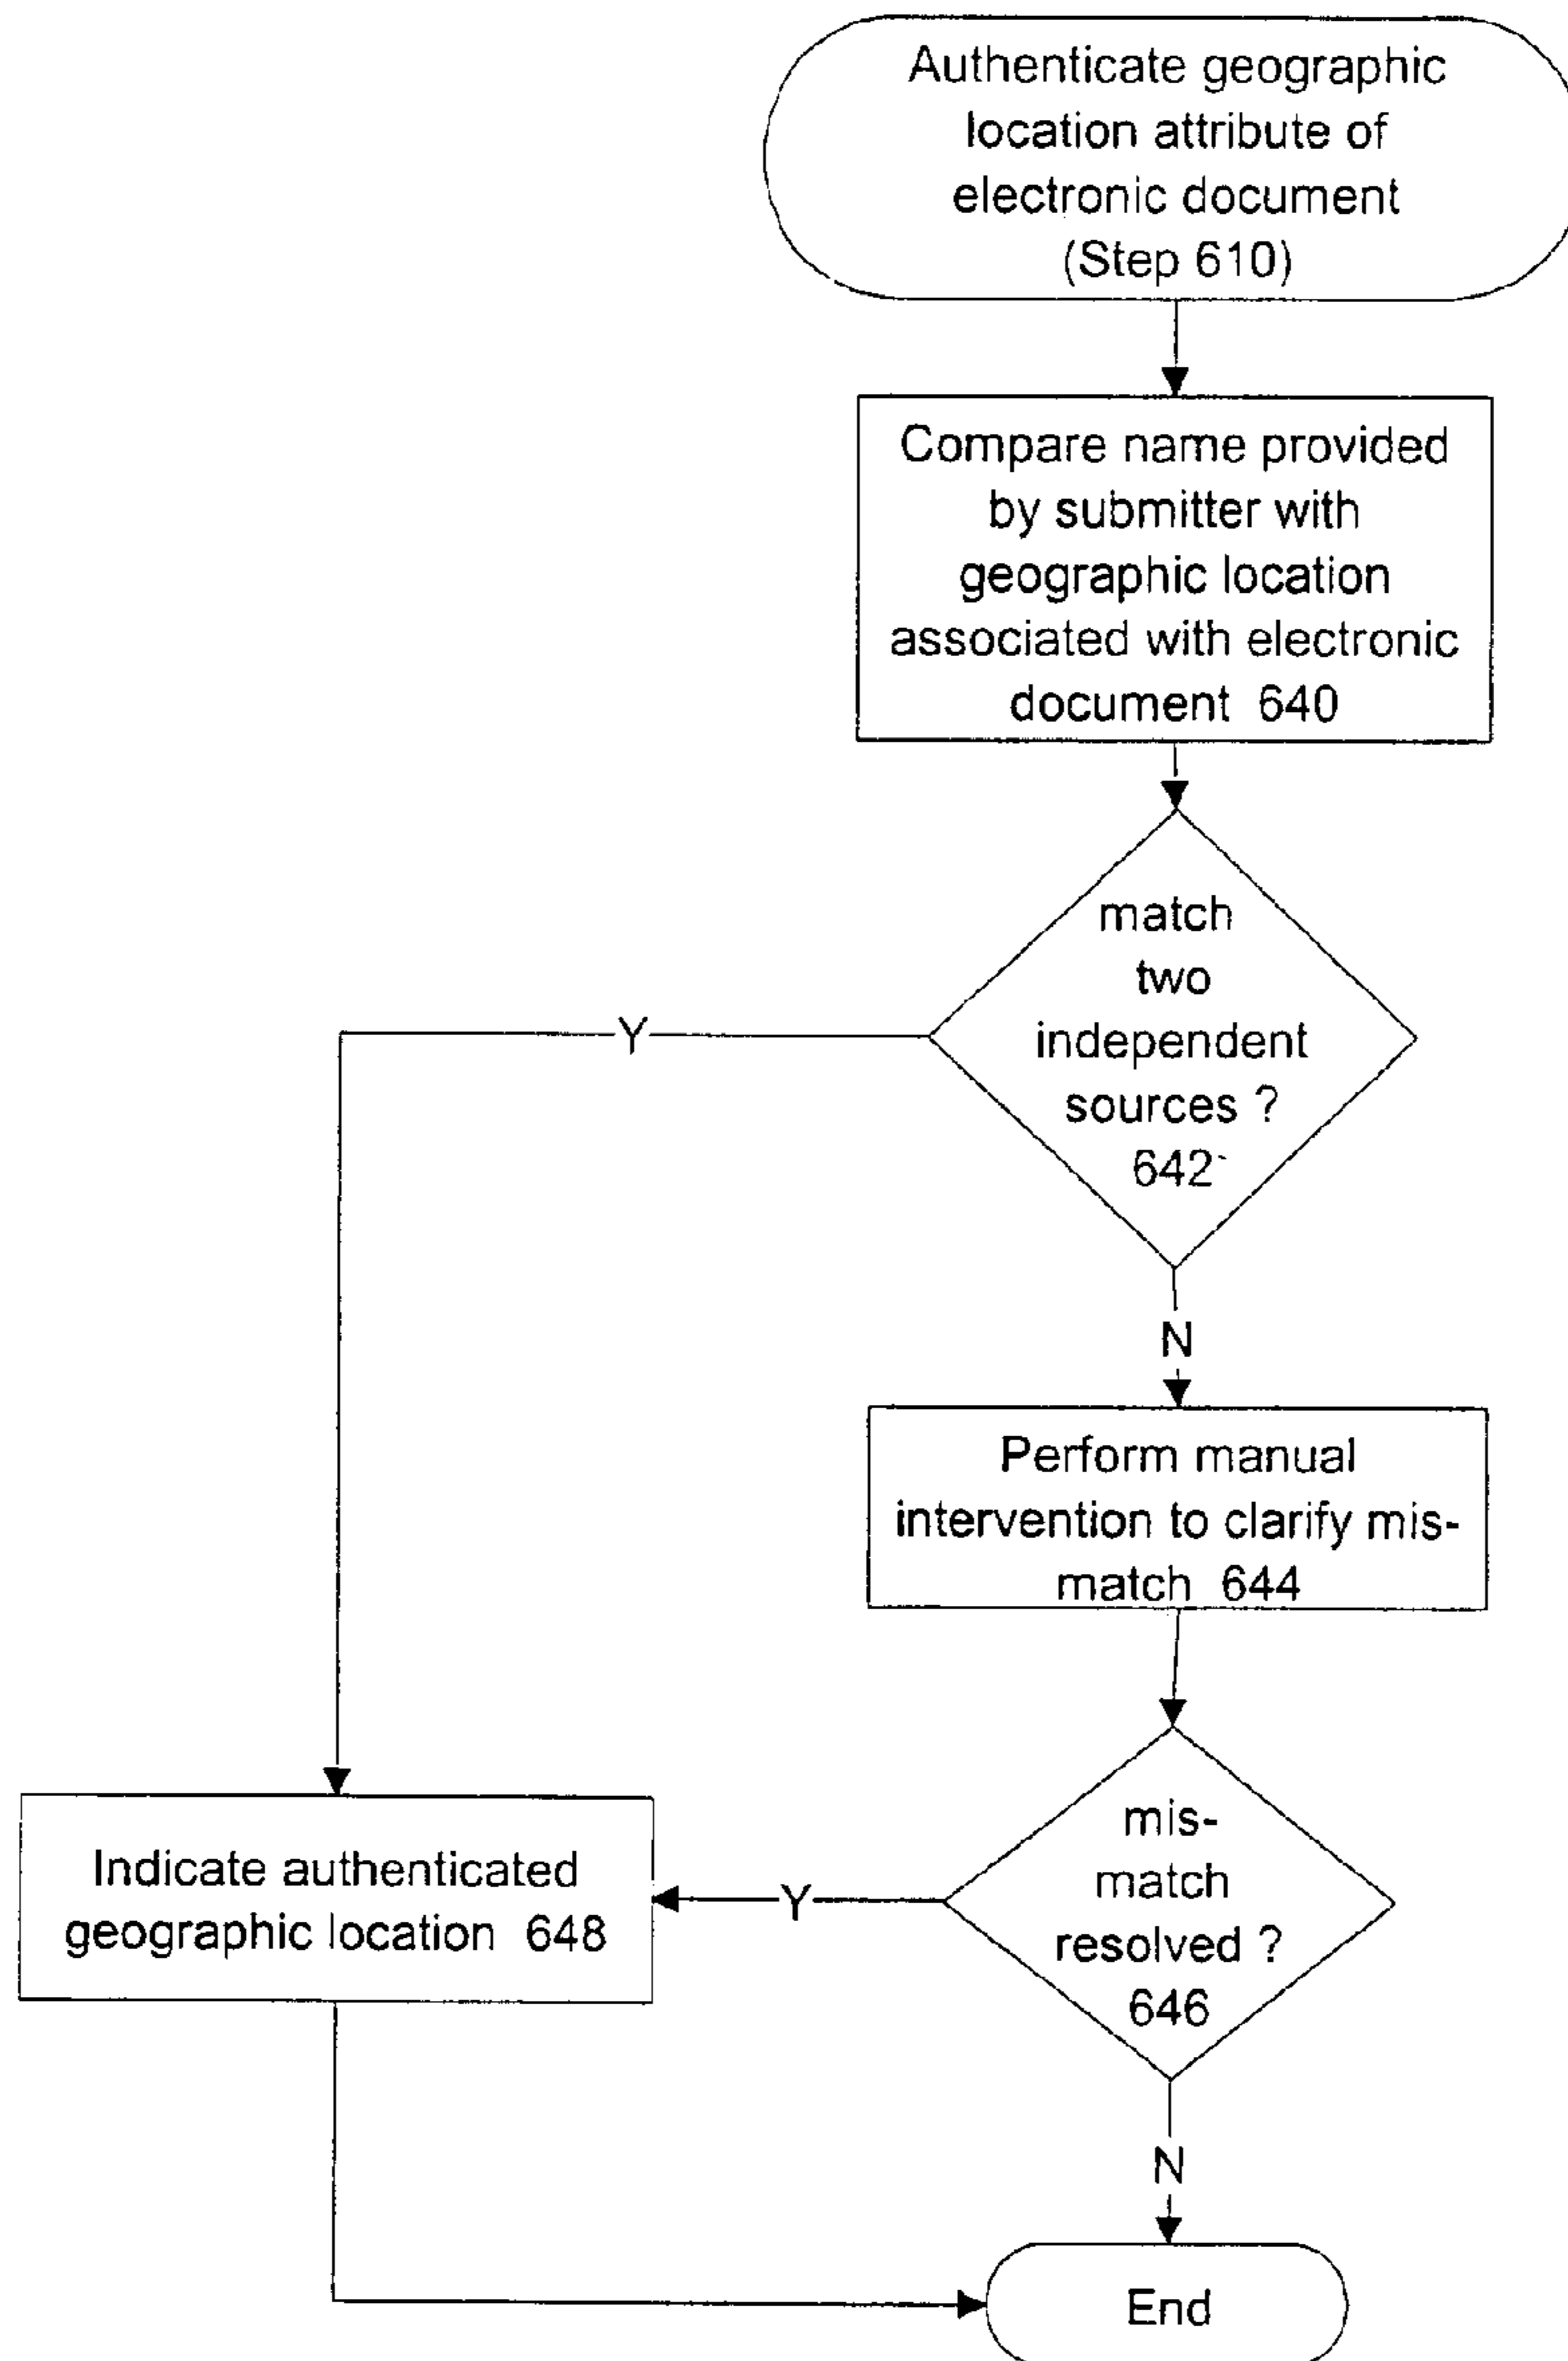 Authenticate geographic
location attribute of
electronic document
(Step 610)
Compare name provided
by submitter with
geographic location
associated with electronic
document 640
match
two
independent
sources ?
642
Y
N
Perform manual
intervention to clarify mis-
match 644
mis-
match
resolved ?
646
Y
Indicate authenticated
geographic location 648
N
End